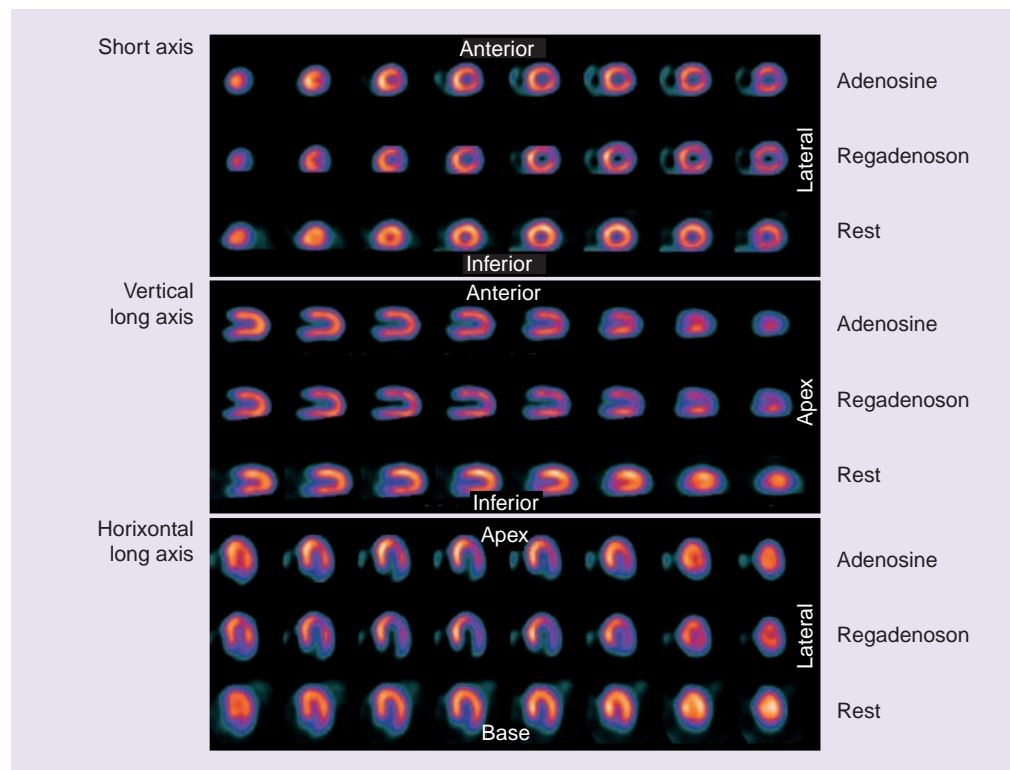 Short axis
Anterior
Adenosine
Regadenoson
Lateral
Rest
Inferior
Vertical
long axis
Anterior
Adenosine
Regadenoson
Apex
Rest
Inferior
Horixontal
long axis
Apex
Adenosine
Regadenoson
Lateral
Rest
Base